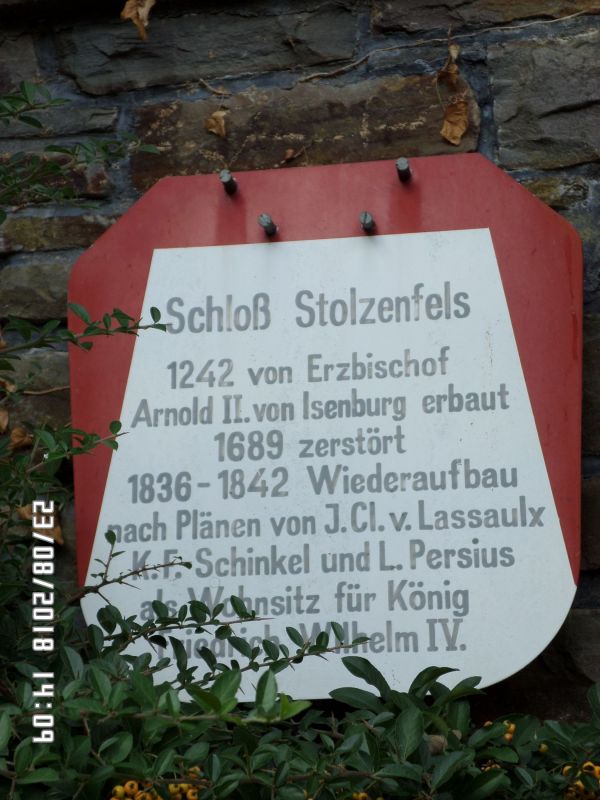 Schloß Stolzenfels
1242 von Erzbischof
Arnold II. von Isenburg erbaut
1689 zerstört
1836 - 1842 Wiederaufbau
nach Plänen von J. Cl. v. Lassaulx
K. F. Schinkel und L. Persius
als Wohnsitz für König
Friedrich Wilhelm IV.
23/08/2018 14:09